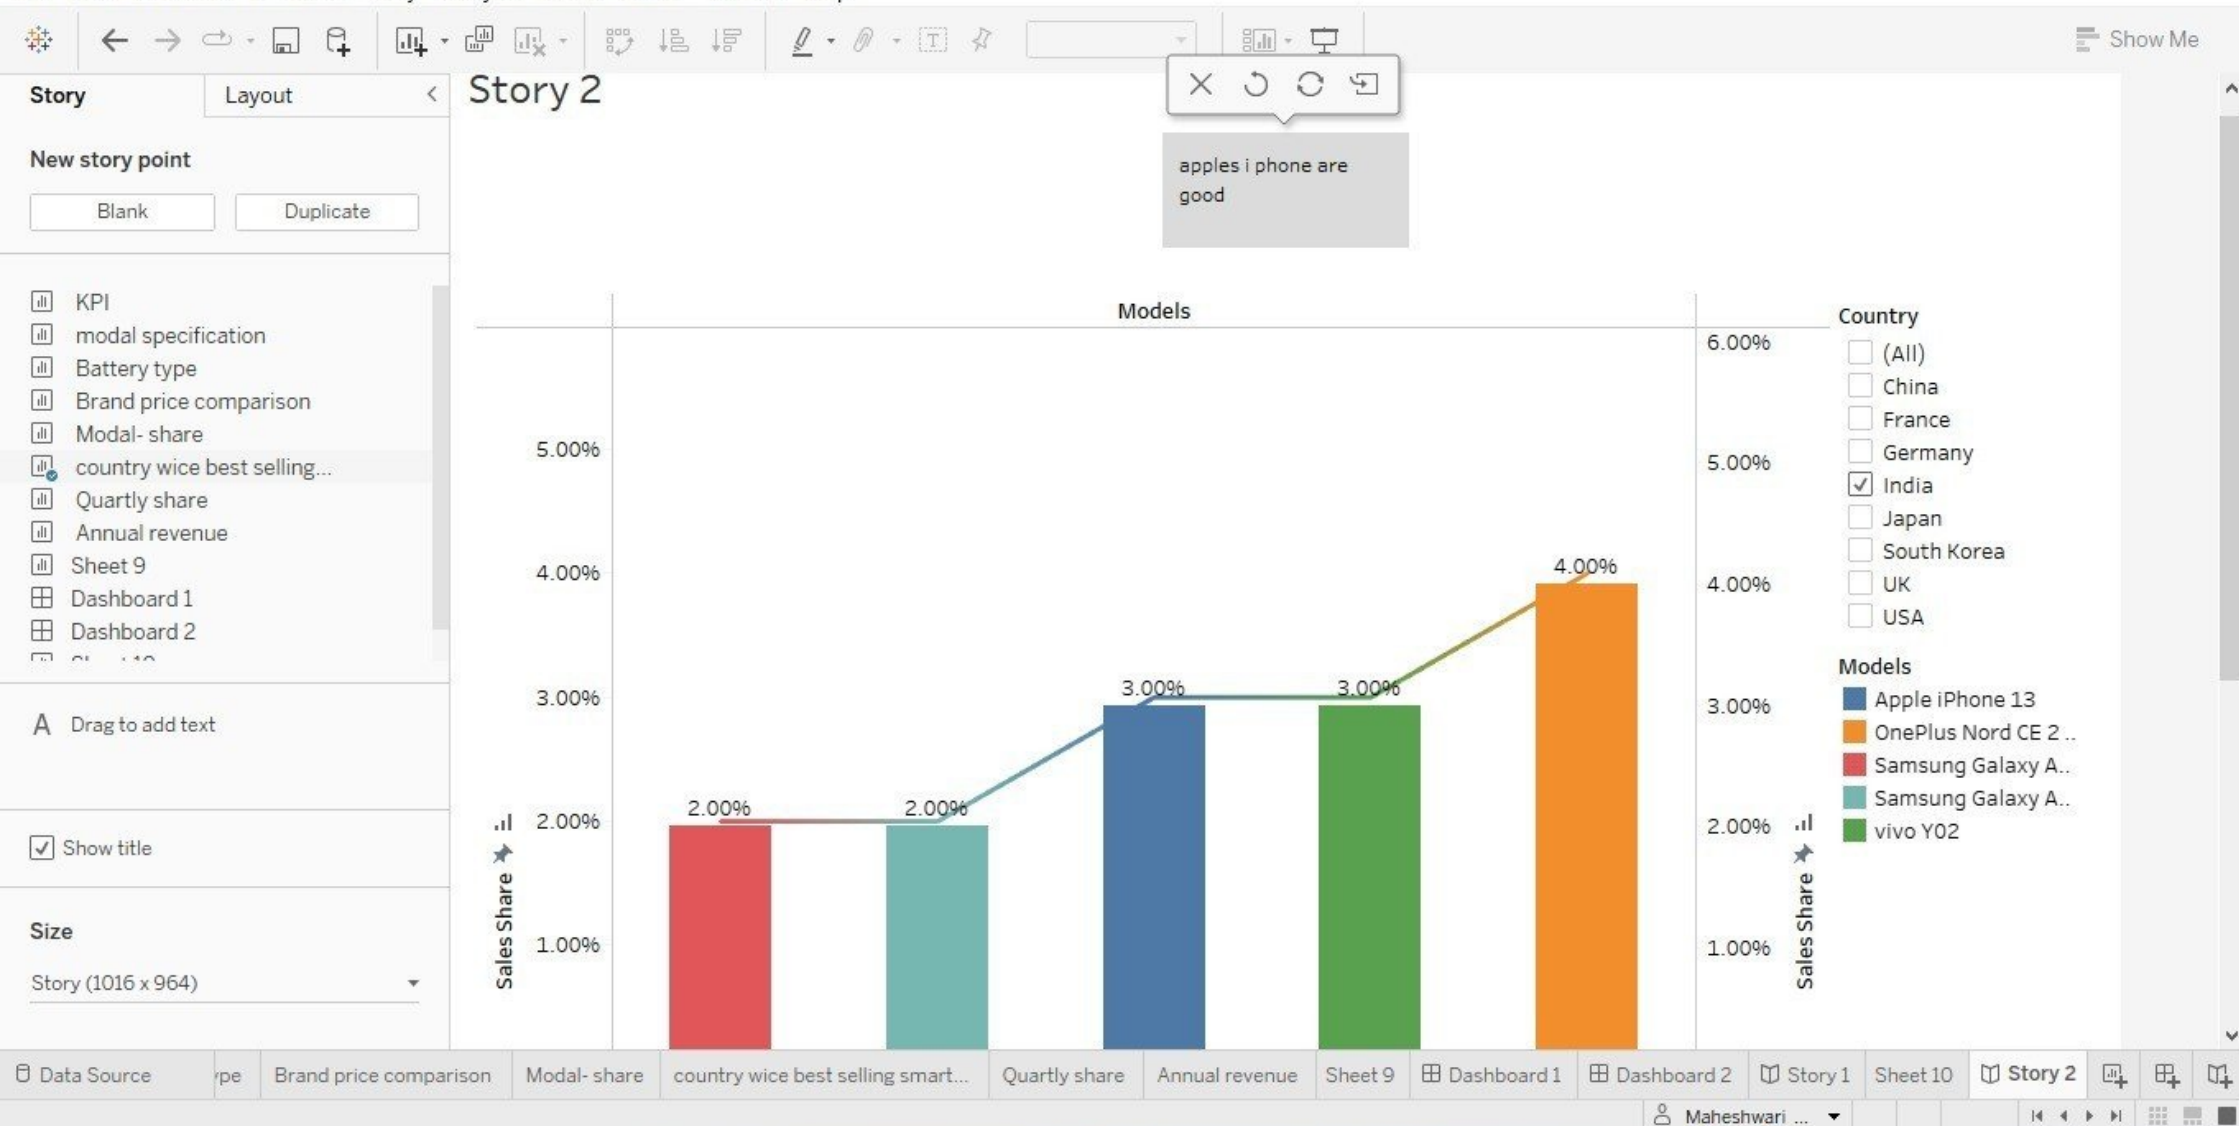 Show Me
Story
Layout
Story 2
New story point
Blank
Duplicate
apples i phone are
good
KPI
modal specification
Battery type
Brand price comparison
Modal- share
country wice best selling...
Quartly share
Annual revenue
Sheet 9
Dashboard 1
Dashboard 2
A Drag to add text
Show title
Size
Story (1016 x 964)
Models
5.00%
4.00%
3.00%
2.00%
1.00%
Sales Share
2.00%
2.00%
3.00%
3.00%
4.00%
6.00%
5.00%
4.00%
3.00%
2.00%
1.00%
Sales Share
Country
(All)
China
France
Germany
India
Japan
South Korea
UK
USA
Models
Apple iPhone 13
OnePlus Nord CE 2 ..
Samsung Galaxy A..
Samsung Galaxy A..
vivo Y02
Data Source
Brand price comparison
Modal- share
country wice best selling smart...
Quartly share
Annual revenue
Sheet 9
Dashboard 1
Dashboard 2
Story 1
Sheet 10
Story 2
Maheshwari ...